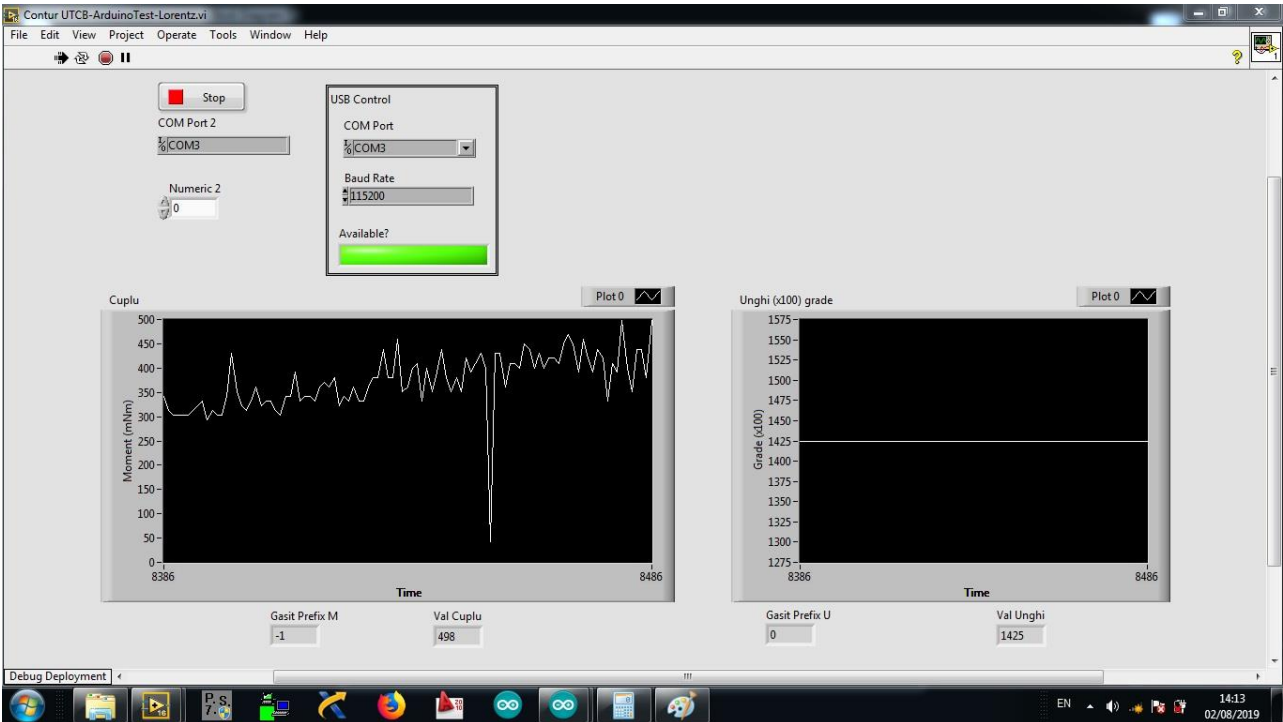 Contur UTCB-ArduinoTest-Lorentz.vi
File Edit View Project Operate Tools Window Help
Stop
COM Port 2
COM3
Numeric 2
0
USB Control
COM Port
COM3
Baud Rate
115200
Available?
Cuplu
Plot 0
Moment (mNm)
500
450
400
350
300
250
200
150
100
50
0
8386
8486
Time
Gasit Prefix M
-1
Val Cuplu
498
Unghi (x100) grade
Plot 0
Grade (x100)
1575
1550
1525
1500
1475
1450
1425
1400
1375
1350
1325
1300
1275
8386
8486
Time
Gasit Prefix U
0
Val Unghi
1425
Debug Deployment
16
EN
14:13
02/08/2019